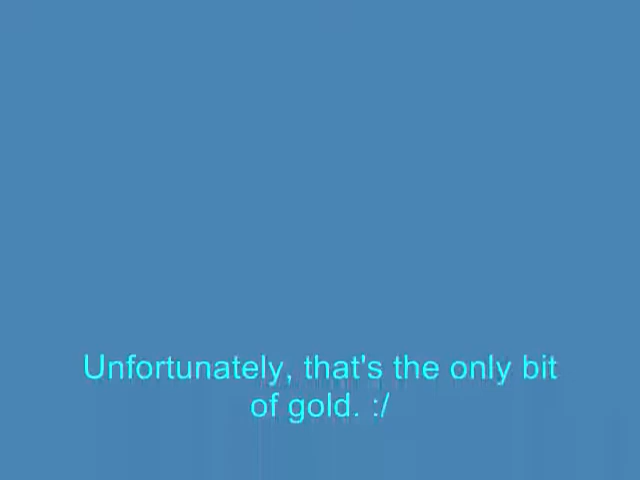 Unfortunately, that's the only bit
of gold. :/